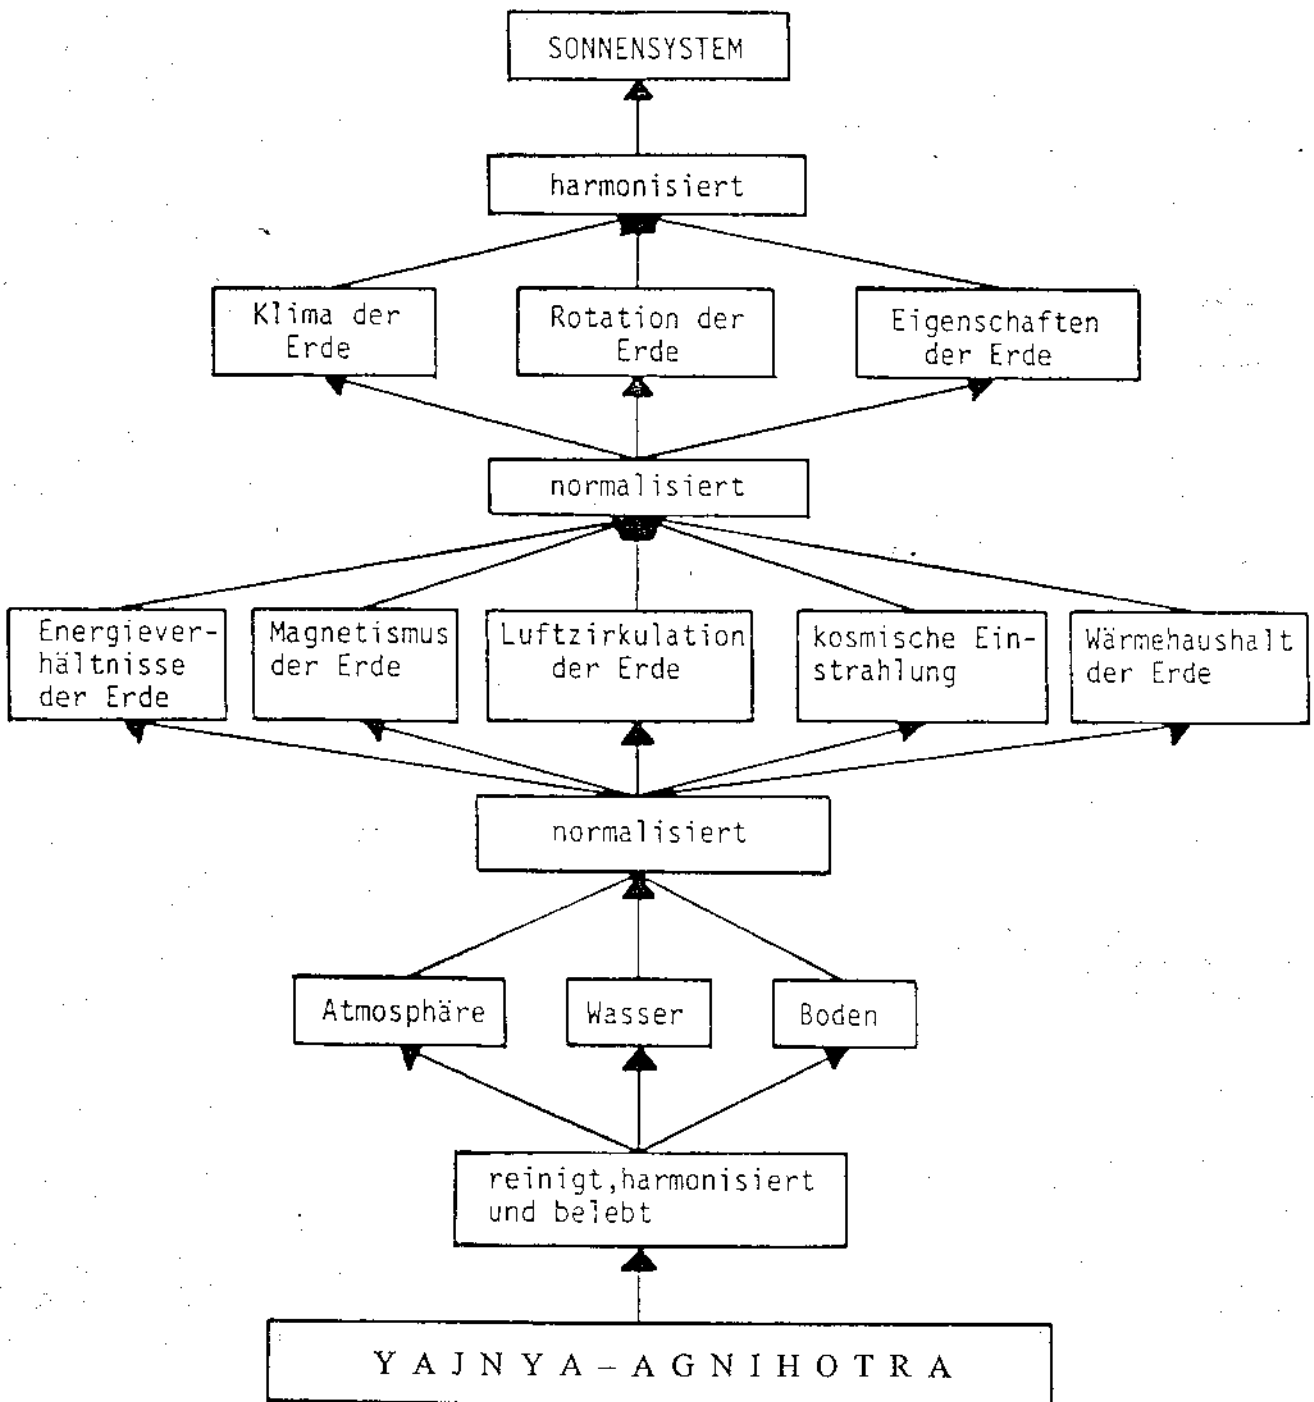 SONNENSYSTEM
harmonisiert
Klima der
Erde
Rotation der
Erde
Eigenschaften
der Erde
normalisiert
Energiever-
hältnisse
der Erde
Magnetismus
der Erde
Luftzirkulation
der Erde
kosmische Ein-
strahlung
Wärmehaushalt
der Erde
normalisiert
Atmosphäre
Wasser
Boden
reinigt,harmonisiert
und belebt
YAJNYA–AGNIHOTRA